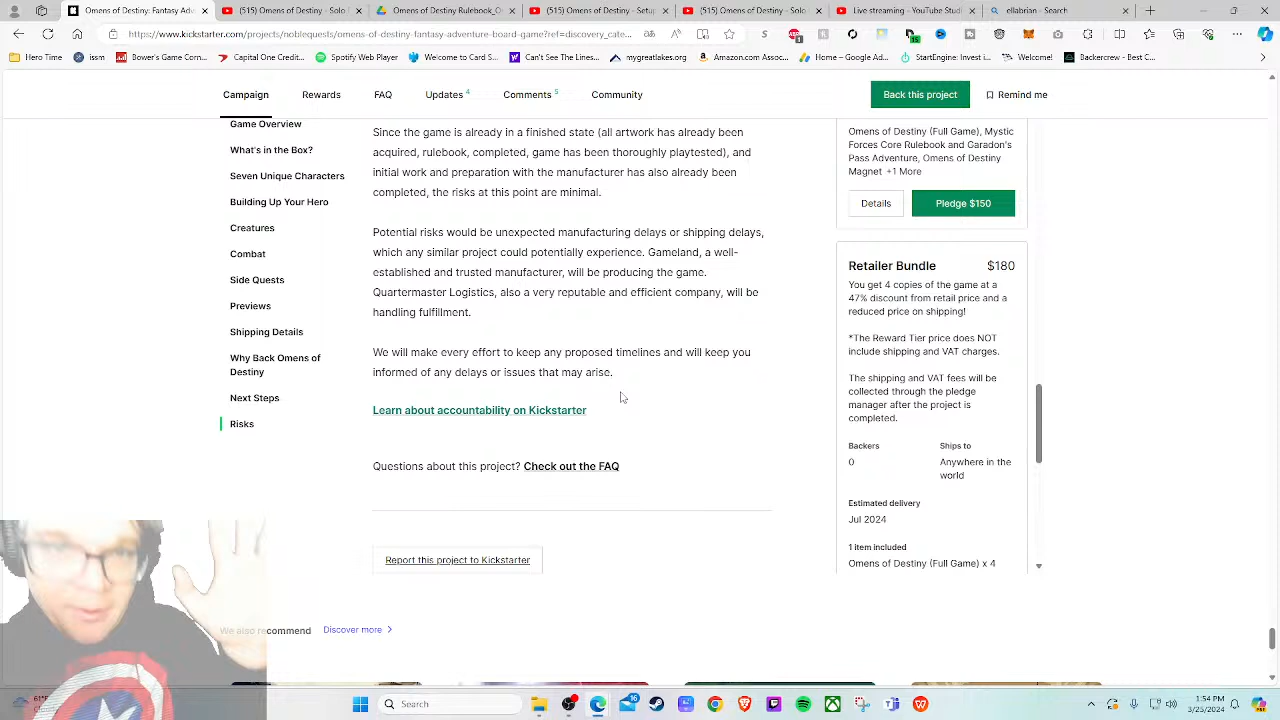 Omens of Destiny: Fantasy Adv
(515) Omens of Destiny - Solo
Omens of Destiny Rulebook_O
(515) Omens of Destiny - Setu
(515) Omens of Destiny - Solo
Live streaming - YouTube Studi
ellabinn - Search
https://www.kickstarter.com/projects/noblequestinc/omens-of-destiny-fantasy-adventure-board-game?ref=discovery_cate...
Hero Time
issitt
Bower's Game Corn...
Capital One Credit...
Spotify Web Player
Welcome to Card S...
Can't See The Lines...
mygreatlakes.org
Amazon.com Assoc...
Home – Google Ad...
StartEngine: Invest i...
Welcome!
Backercrew - Best C...
Campaign
Rewards
FAQ
Updates 4
Comments 5
Community
Back this project
Remind me
Game Overview
What's in the Box?
Seven Unique Characters
Building Up Your Hero
Creatures
Combat
Side Quests
Previews
Shipping Details
Why Back Omens of
Destiny
Next Steps
Risks
Since the game is already in a finished state (all artwork has already been
acquired, rulebook, completed, game has been thoroughly playtested), and
initial work and preparation with the manufacturer has also already been
completed, the risks at this point are minimal.
Potential risks would be unexpected manufacturing delays or shipping delays,
which any similar project could potentially experience. Gameland, a well-
established and trusted manufacturer, will be producing the game.
Quartermaster Logistics, also a very reputable and efficient company, will be
handling fulfillment.
We will make every effort to keep any proposed timelines and will keep you
informed of any delays or issues that may arise.
Learn about accountability on Kickstarter
Questions about this project? Check out the FAQ
Report this project to Kickstarter
Omens of Destiny (Full Game), Mystic
Forces Core Rulebook and Garadon's
Pass Adventure, Omens of Destiny
Magnet +1 More
Details
Pledge $150
Retailer Bundle $180
You get 4 copies of the game at a
47% discount from retail price and a
reduced price on shipping!
*The Reward Tier price does NOT
include shipping and VAT charges.
The shipping and VAT fees will be
collected through the pledge
manager after the project is
completed.
Backers
Ships to
0
Anywhere in the
world
Estimated delivery
Jul 2024
1 item included
Omens of Destiny (Full Game) x 4
We also recommend
Discover more
Search
1:54 PM
3/25/2024